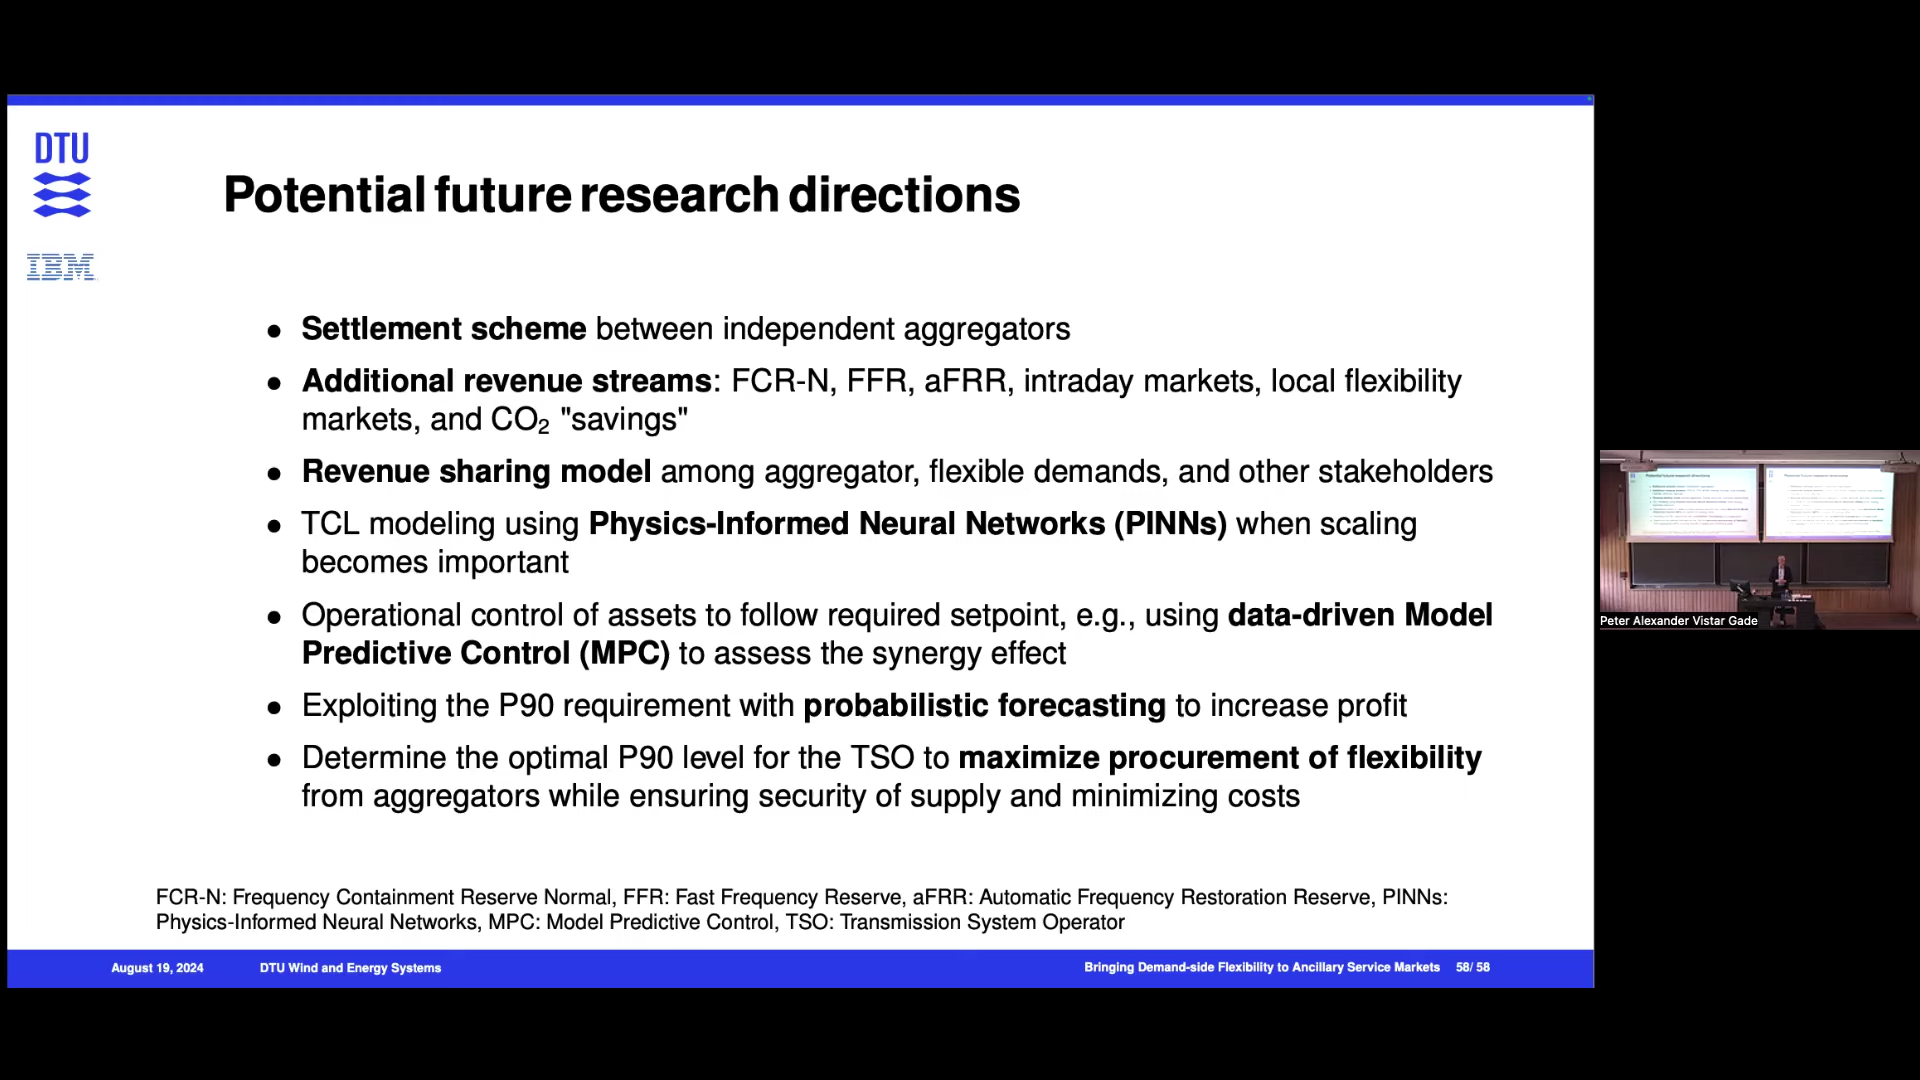 DTU
IBM
Potential future research directions
● Settlement scheme between independent aggregators
● Additional revenue streams: FCR-N, FFR, aFRR, intraday markets, local flexibility
markets, and CO₂ "savings"
● Revenue sharing model among aggregator, flexible demands, and other stakeholders
● TCL modeling using Physics-Informed Neural Networks (PINNs) when scaling
becomes important
● Operational control of assets to follow required setpoint, e.g., using data-driven Model
Predictive Control (MPC) to assess the synergy effect
● Exploiting the P90 requirement with probabilistic forecasting to increase profit
● Determine the optimal P90 level for the TSO to maximize procurement of flexibility
from aggregators while ensuring security of supply and minimizing costs
FCR-N: Frequency Containment Reserve Normal, FFR: Fast Frequency Reserve, aFRR: Automatic Frequency Restoration Reserve, PINNs:
Physics-Informed Neural Networks, MPC: Model Predictive Control, TSO: Transmission System Operator
August 19, 2024 DTU Wind and Energy Systems Bringing Demand-side Flexibility to Ancillary Service Markets 58/ 58
Peter Alexander Vistar Gade